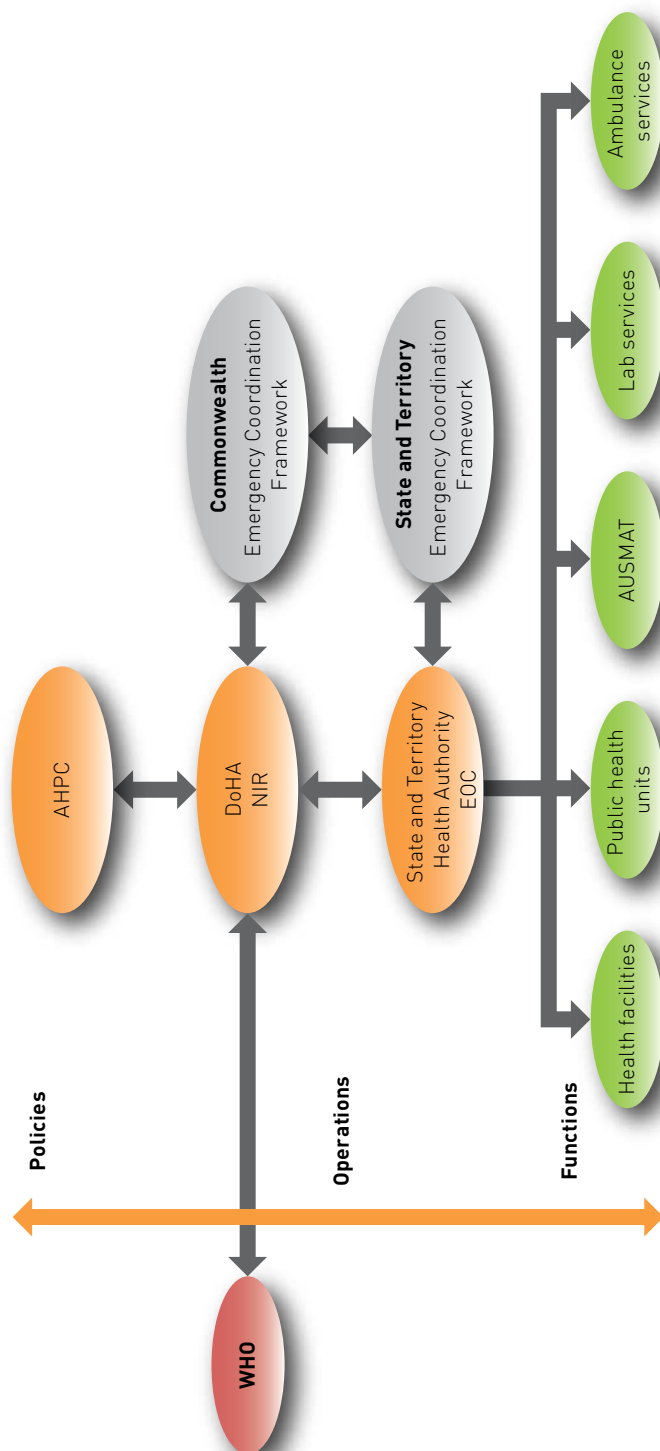 Policies
AHPC
WHO
DoHA
NIR
Commonwealth
Emergency Coordination
Framework
Operations
State and Territory
Health Authority
EOC
State and Territory
Emergency Coordination
Framework
Functions
Health facilities
Public health
units
AUSMAT
Lab services
Ambulance
services